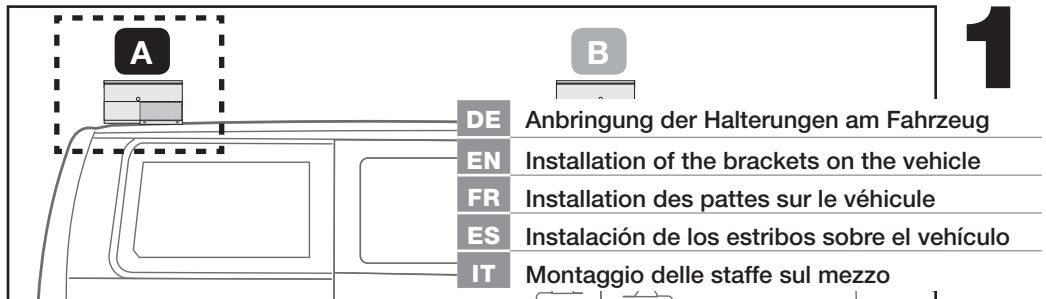 A
B
1
DE Anbringung der Halterungen am Fahrzeug
EN Installation of the brackets on the vehicle
FR Installation des pattes sur le véhicule
ES Instalación de los estribos sobre el vehículo
IT Montaggio delle staffe sul mezzo